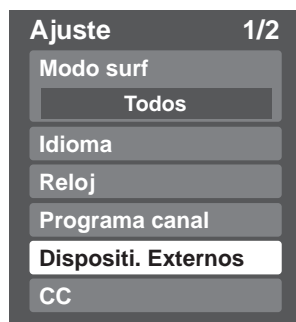 Ajuste 1/2
Modo surf
Todos
Idioma
Reloj
Programa canal
Dispositi. Externos
CC